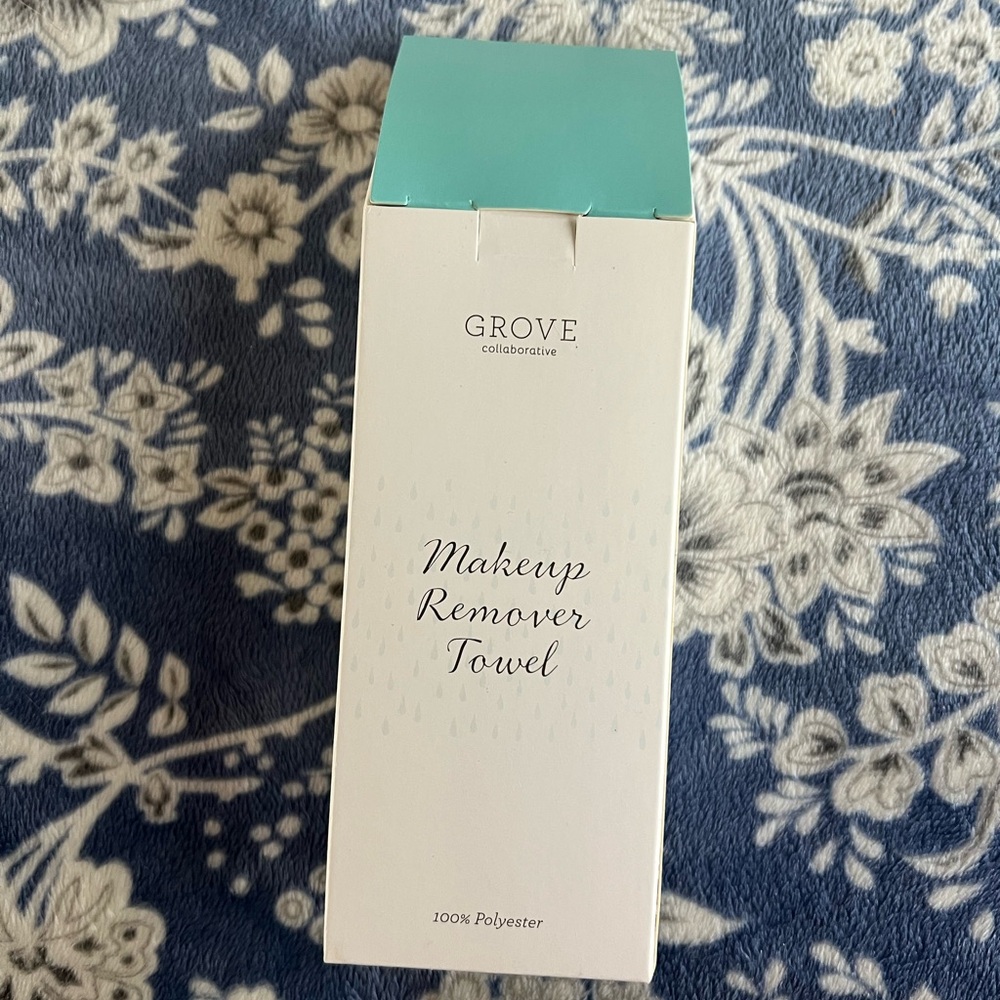 GROVE
collaborative
Makeup
Remover
Towel
100% Polyester